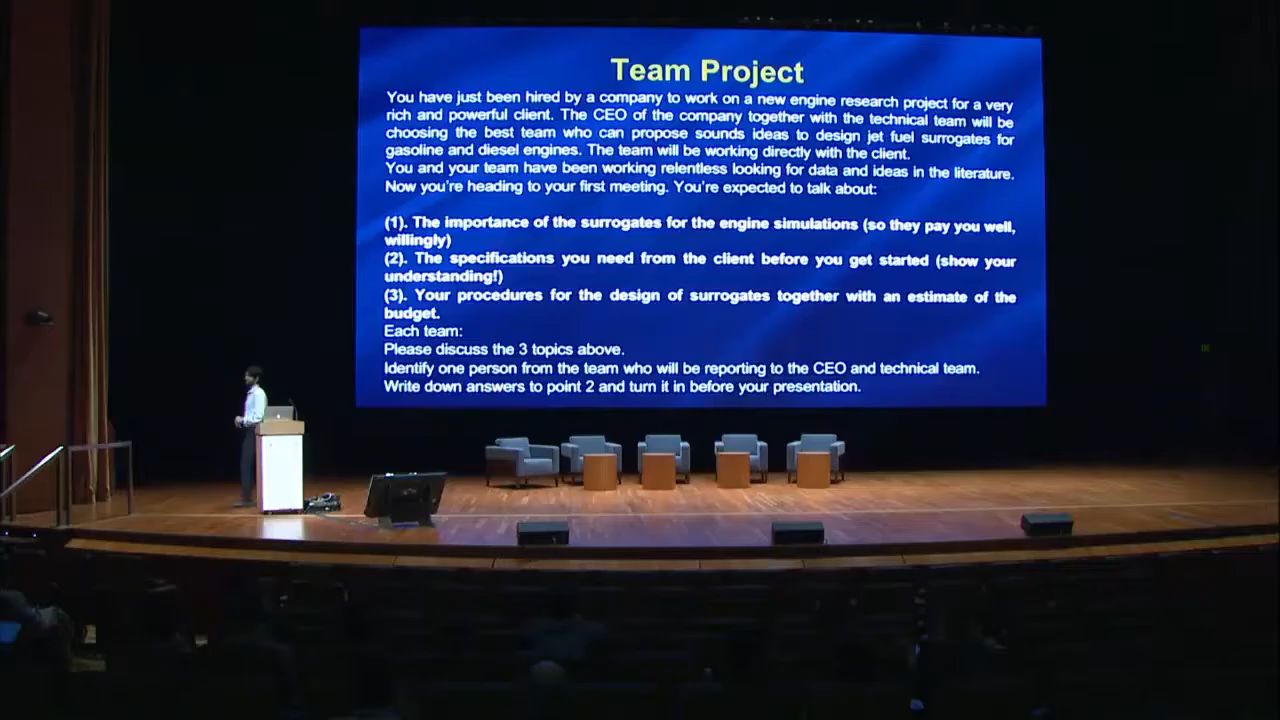 Team Project
You have just been hired by a company to work on a new engine research project for a very
rich and powerful client. The CEO of the company together with the technical team will be
choosing the best team who can propose sounds ideas to design jet fuel surrogates for
gasoline and diesel engines. The team will be working directly with the client.
You and your team have been working relentless looking for data and ideas in the literature.
Now you're heading to your first meeting. You're expected to talk about:
(1). The importance of the surrogates for the engine simulations (so they pay you well,
willingly)
(2). The specifications you need from the client before you get started (show your
understanding!)
(3). Your procedures for the design of surrogates together with an estimate of the
budget.
Each team:
Please discuss the 3 topics above.
Identify one person from the team who will be reporting to the CEO and technical team.
Write down answers to point 2 and turn it in before your presentation.